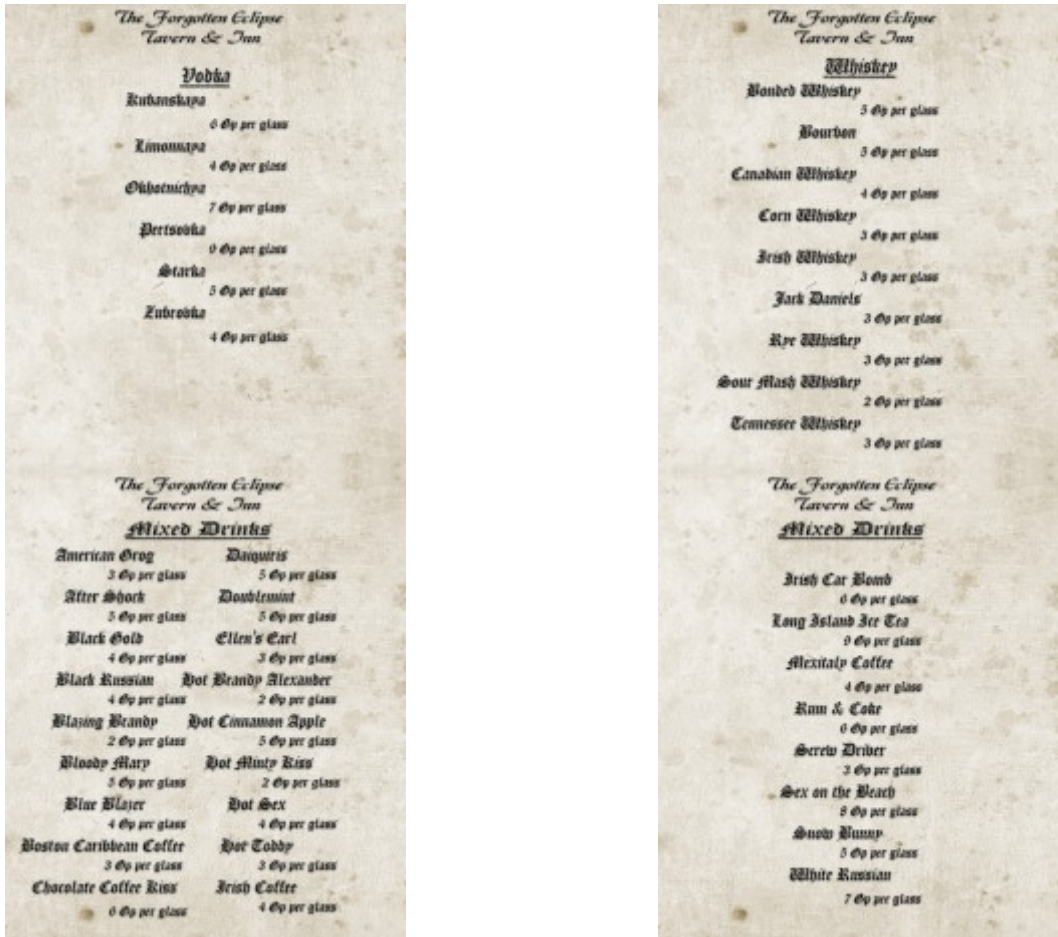 The Forgotten Eclipse
Tavern & Inn
Vodka
Kubanskaya
6 Gp per glass
Limonnaya
4 Gp per glass
Okhotnichya
7 Gp per glass
Pertsovka
9 Gp per glass
Starka
5 Gp per glass
Zubrovka
4 Gp per glass
The Forgotten Eclipse
Tavern & Inn
Whiskey
Bonded Whiskey
5 Gp per glass
Bourbon
5 Gp per glass
Canadian Whiskey
4 Gp per glass
Corn Whiskey
3 Gp per glass
Irish Whiskey
3 Gp per glass
Jack Daniels
3 Gp per glass
Rye Whiskey
3 Gp per glass
Sour Mash Whiskey
2 Gp per glass
Tennessee Whiskey
3 Gp per glass
The Forgotten Eclipse
Tavern & Inn
Mixed Drinks
American Grog
3 Gp per glass
After Shock
5 Gp per glass
Black Gold
4 Gp per glass
Black Russian
4 Gp per glass
Blazing Brandy
2 Gp per glass
Bloody Mary
5 Gp per glass
Blue Blazer
4 Gp per glass
Boston Caribbean Coffee
3 Gp per glass
Chocolate Coffee Kiss
6 Gp per glass
Daiquiris
5 Gp per glass
Doublemint
5 Gp per glass
Ellen's Earl
3 Gp per glass
Hot Brandy Alexander
2 Gp per glass
Hot Cinnamon Apple
5 Gp per glass
Hot Minty Kiss
2 Gp per glass
Hot Sex
4 Gp per glass
Hot Toddy
3 Gp per glass
Irish Coffee
4 Gp per glass
The Forgotten Eclipse
Tavern & Inn
Mixed Drinks
Irish Car Bomb
6 Gp per glass
Long Island Ice Tea
9 Gp per glass
Mexitaly Coffee
4 Gp per glass
Rum & Coke
6 Gp per glass
Screw Driver
3 Gp per glass
Sex on the Beach
8 Gp per glass
Snow Bunny
5 Gp per glass
White Russian
7 Gp per glass